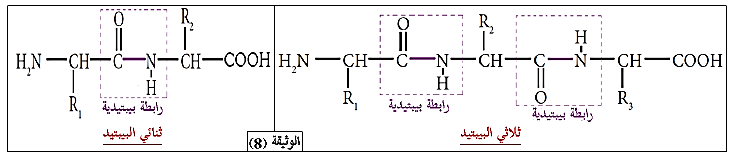 O R₂
H₂N CH C N CH COOH
R₁ H
رابطة بيبتيدية
ثنائي الببتيد
O R₂ H
H₂N CH C N CH C N CH COOH
R₁ H O R₃
رابطة بيبتيدية رابطة بيبتيدية
ثلاثي الببتيد
الوثيقة (8)